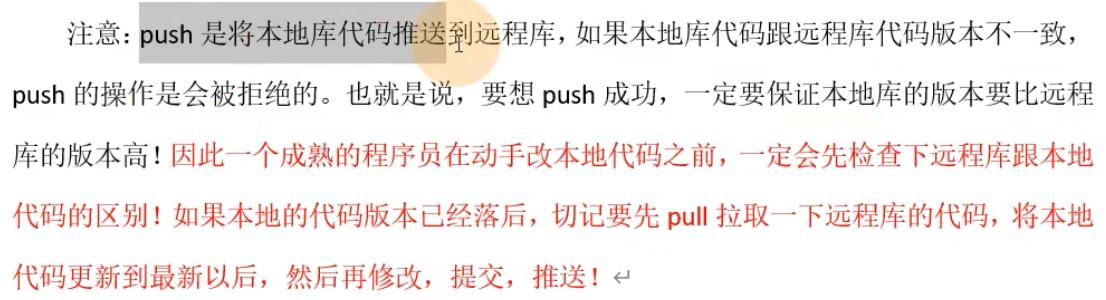 注意：push 是将本地库代码推送到远程库，如果本地库代码跟远程库代码版本不一致，
push 的操作是会被拒绝的。也就是说，要想 push 成功，一定要保证本地库的版本要比远程
库的版本高！因此一个成熟的程序员在动手改本地代码之前，一定会先检查下远程库跟本地
代码的区别！如果本地的代码版本已经落后，切记要先 pull 拉取一下远程库的代码，将本地
代码更新到最新以后，然后再修改，提交，推送！